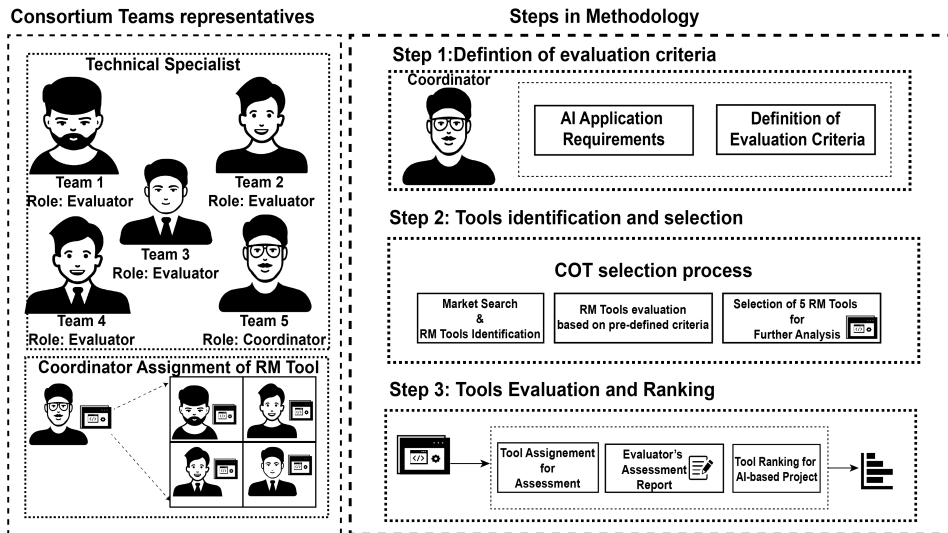 Consortium Teams representatives
Technical Specialist
Team 1
Role: Evaluator
Team 2
Role: Evaluator
Team 3
Role: Evaluator
Team 4
Role: Evaluator
Team 5
Role: Coordinator
Coordinator Assignment of RM Tool
Steps in Methodology
Step 1:Defintion of evaluation criteria
Coordinator
AI Application
Requirements
Definition of
Evaluation Criteria
Step 2: Tools identification and selection
COT selection process
Market Search
&
RM Tools Identification
RM Tools evaluation
based on pre-defined criteria
Selection of 5 RM Tools
for
Further Analysis
Step 3: Tools Evaluation and Ranking
Tool Assignement
for
Assessment
Evaluator's
Assessment
Report
Tool Ranking for
AI-based Project